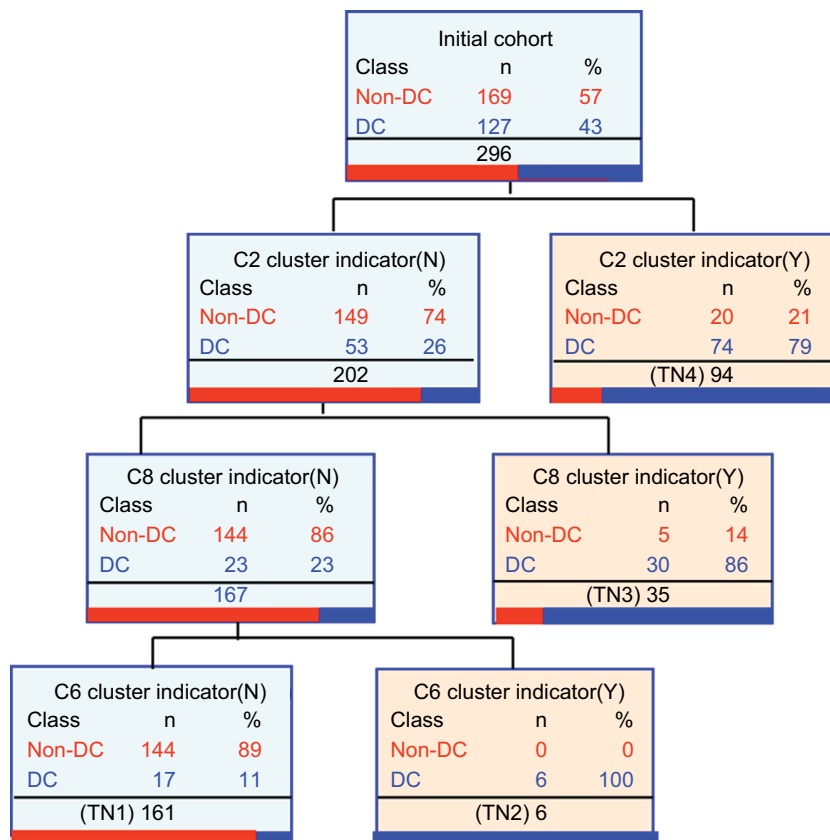 Initial cohort
Class n %
Non-DC 169 57
DC 127 43
296
C2 cluster indicator(N)
Class n %
Non-DC 149 74
DC 53 26
202
C2 cluster indicator(Y)
Class n %
Non-DC 20 21
DC 74 79
(TN4) 94
C8 cluster indicator(N)
Class n %
Non-DC 144 86
DC 23 23
167
C8 cluster indicator(Y)
Class n %
Non-DC 5 14
DC 30 86
(TN3) 35
C6 cluster indicator(N)
Class n %
Non-DC 144 89
DC 17 11
(TN1) 161
C6 cluster indicator(Y)
Class n %
Non-DC 0 0
DC 6 100
(TN2) 6